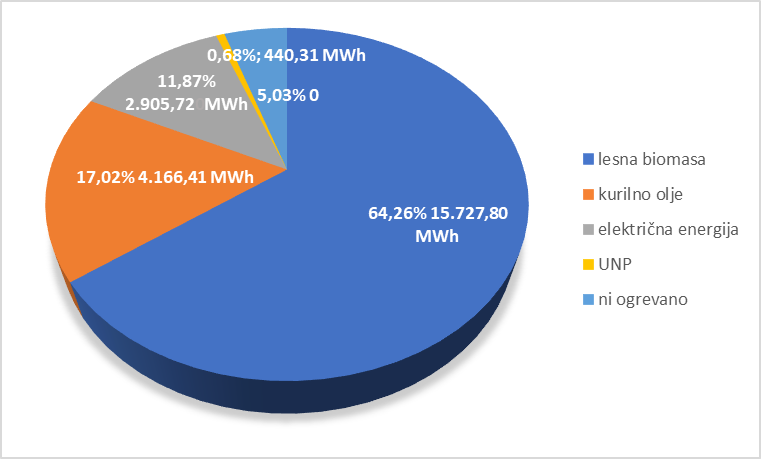 0,68%; 440,31 MWh
11,87%
2.905,72 MWh
5,03% 0
17,02% 4.166,41 MWh
64,26% 15.727,80
MWh
lesna biomasa
kurilno olje
električna energija
UNP
ni ogrevano